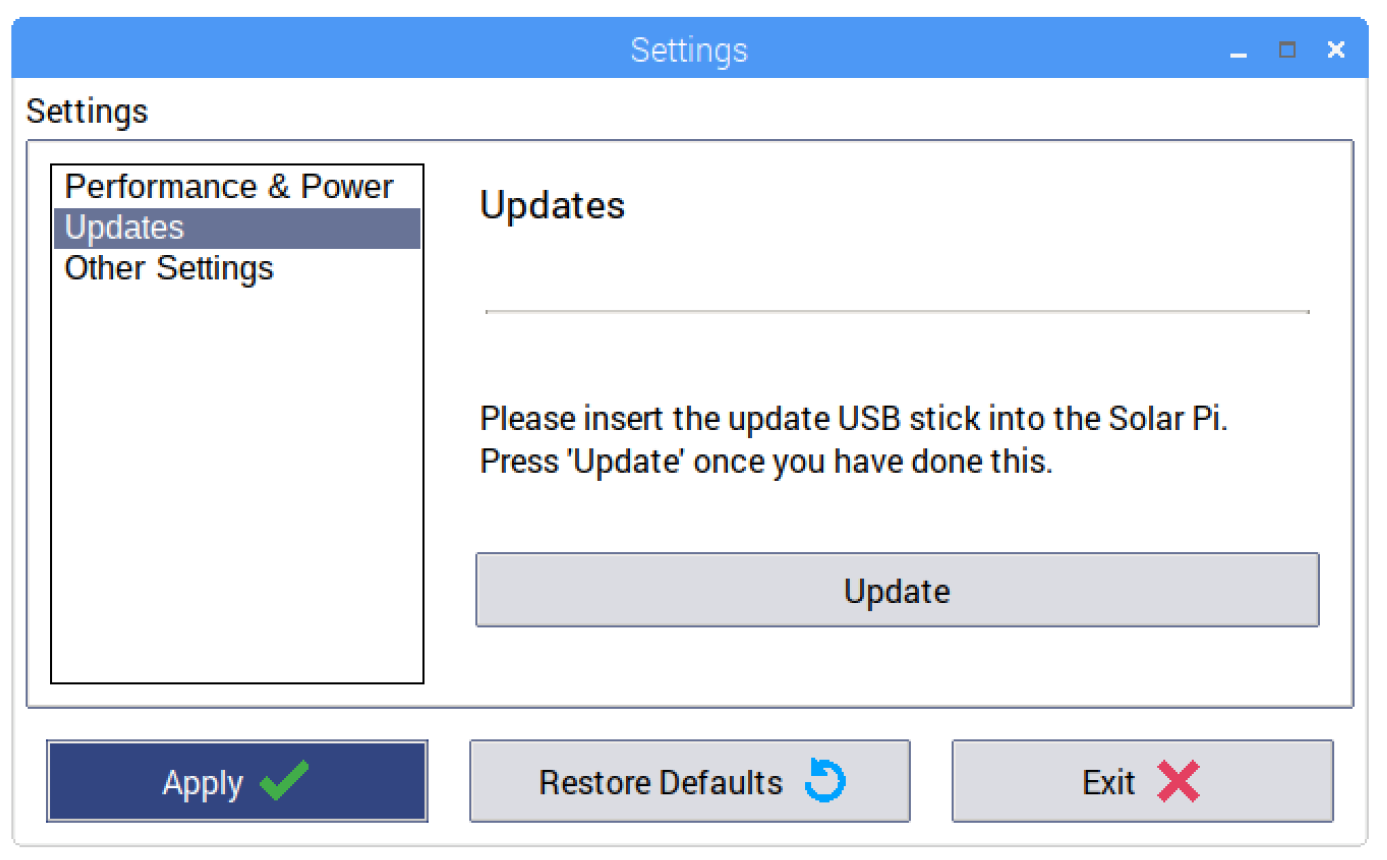 Settings
Settings
Performance & Power
Updates
Other Settings
Updates
Please insert the update USB stick into the Solar Pi.
Press 'Update' once you have done this.
Update
Apply
Restore Defaults
Exit